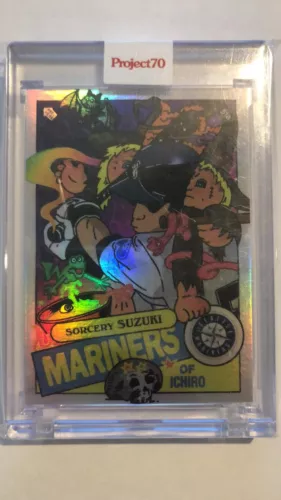 Project70
SORCERY SUZUKI
MARINERS
OF
ICHIRO